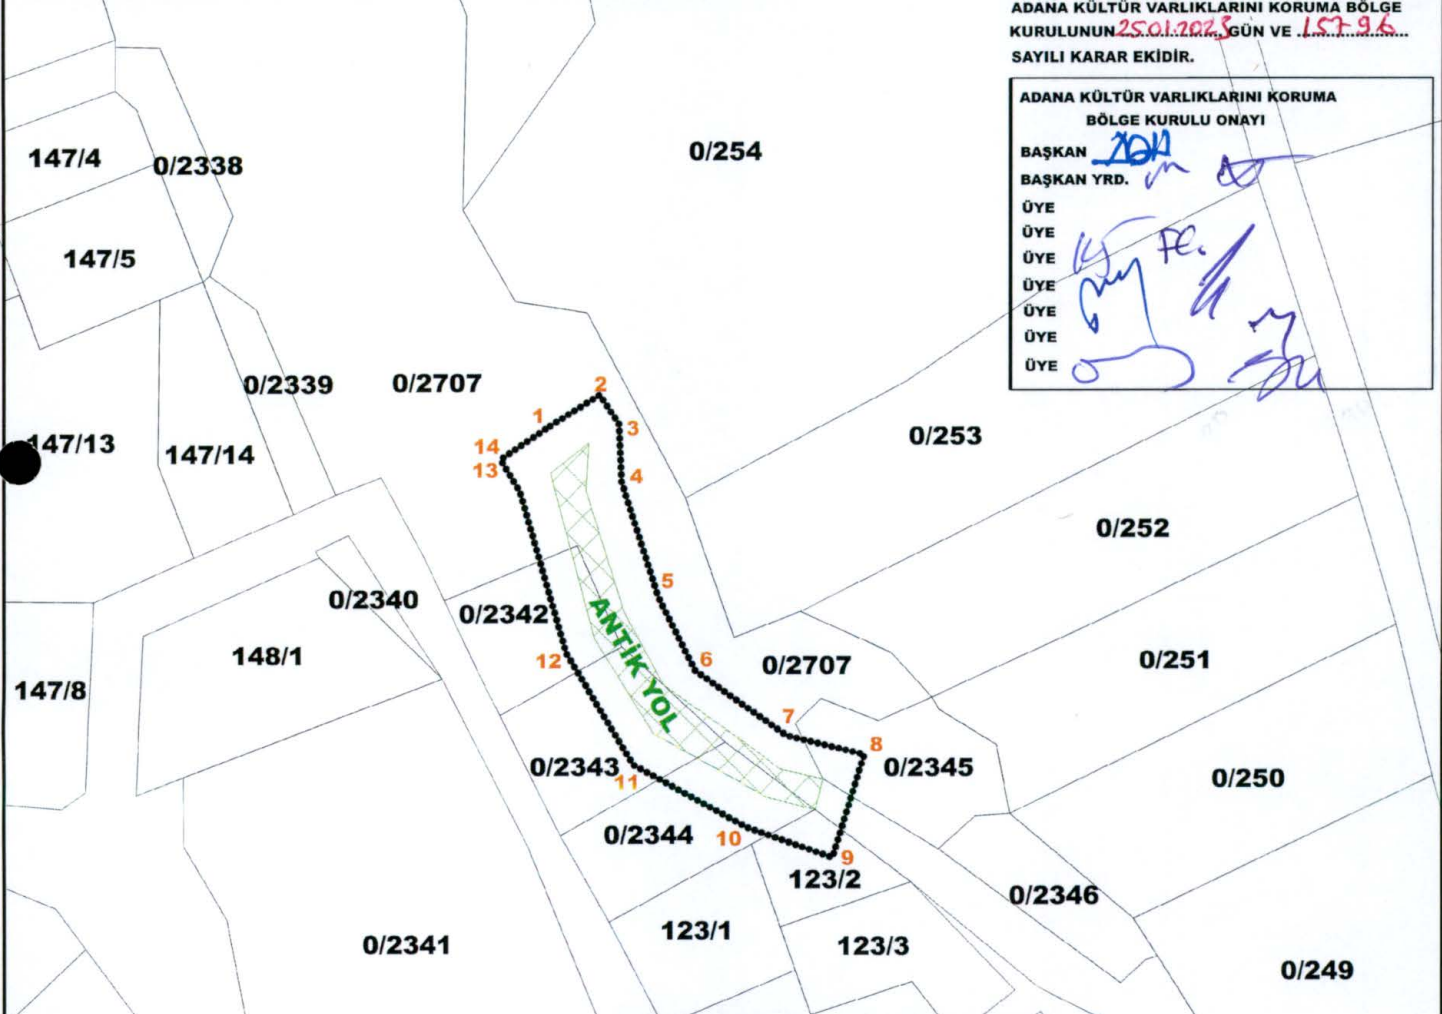 ADANA KÜLTÜR VARLIKLARINI KORUMA BÖLGE
KURULUNUN 25.01.2023 GÜN VE 15796
SAYILI KARAR EKİDİR.
ADANA KÜLTÜR VARLIKLARINI KORUMA
BÖLGE KURULU ONAYI
BAŞKAN
BAŞKAN YRD.
ÜYE
ÜYE
ÜYE
ÜYE
ÜYE
ÜYE
ÜYE
147/4
0/2338
0/254
147/5
0/2339
0/2707
2
1
3
14
13
4
147/13
147/14
0/253
0/252
5
0/2340
0/2342
ANTİK YOL
148/1
12
6
0/2707
0/251
147/8
7
8
0/2343
11
0/2345
0/250
0/2344
10
9
123/2
0/2346
123/1
123/3
0/2341
0/249